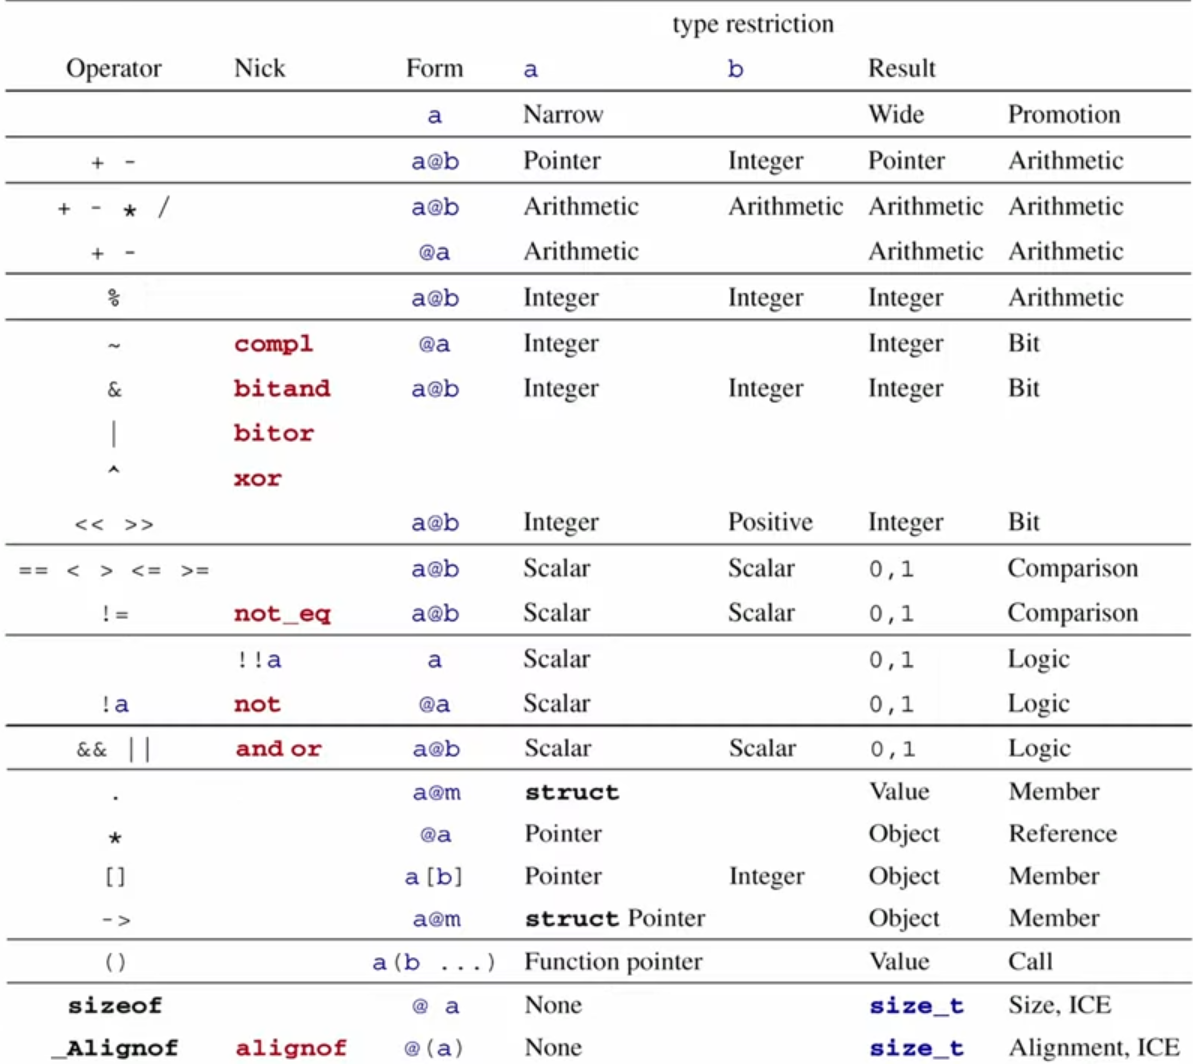 type restriction
Operator Nick Form a b Result
a Narrow Wide Promotion
+ - a@b Pointer Integer Pointer Arithmetic
+ - * / a@b Arithmetic Arithmetic Arithmetic Arithmetic
+ - @a Arithmetic Arithmetic Arithmetic
% a@b Integer Integer Integer Arithmetic
~ compl @a Integer Integer Bit
& bitand a@b Integer Integer Integer Bit
| bitor
^ xor
<< >> a@b Integer Positive Integer Bit
== < > <= >= a@b Scalar Scalar 0,1 Comparison
!= not_eq a@b Scalar Scalar 0,1 Comparison
!!a a Scalar 0,1 Logic
!a not @a Scalar 0,1 Logic
&& || and or a@b Scalar Scalar 0,1 Logic
. a@m struct Value Member
* @a Pointer Object Reference
[] a[b] Pointer Integer Object Member
-> a@m struct Pointer Object Member
() a(b ...) Function pointer Value Call
sizeof @ a None size_t Size, ICE
_Alignof alignof @(a) None size_t Alignment, ICE